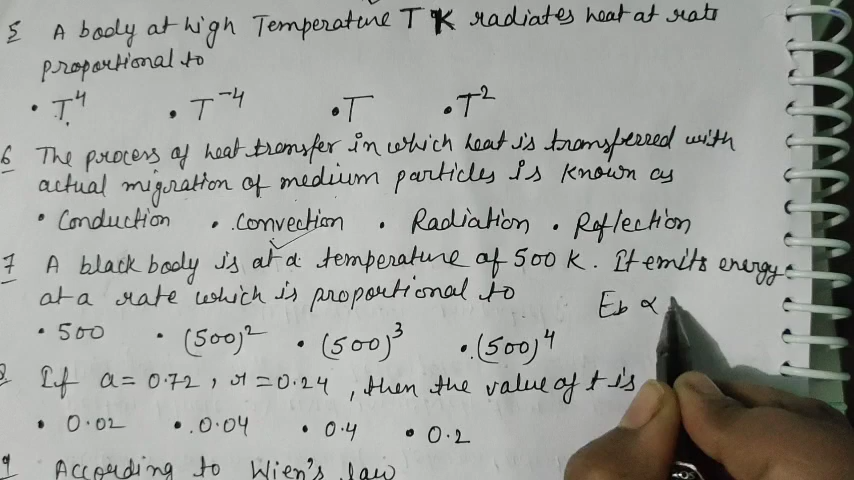 5 A body at high Temperature T K radiates heat at rate
proportional to
• T⁴ • T⁻⁴ • T • T²
6 The process of heat transfer in which heat is transferred with
actual migration of medium particles is known as
• Conduction • Convection • Radiation • Reflection
7 A black body is at a temperature of 500 K. It emits energy
at a rate which is proportional to Eb ∝
• 500 • (500)² • (500)³ • (500)⁴
If a = 0.72, r = 0.24, then the value of t is
• 0.02 • 0.04 • 0.4 • 0.2
9 According to Wien's law